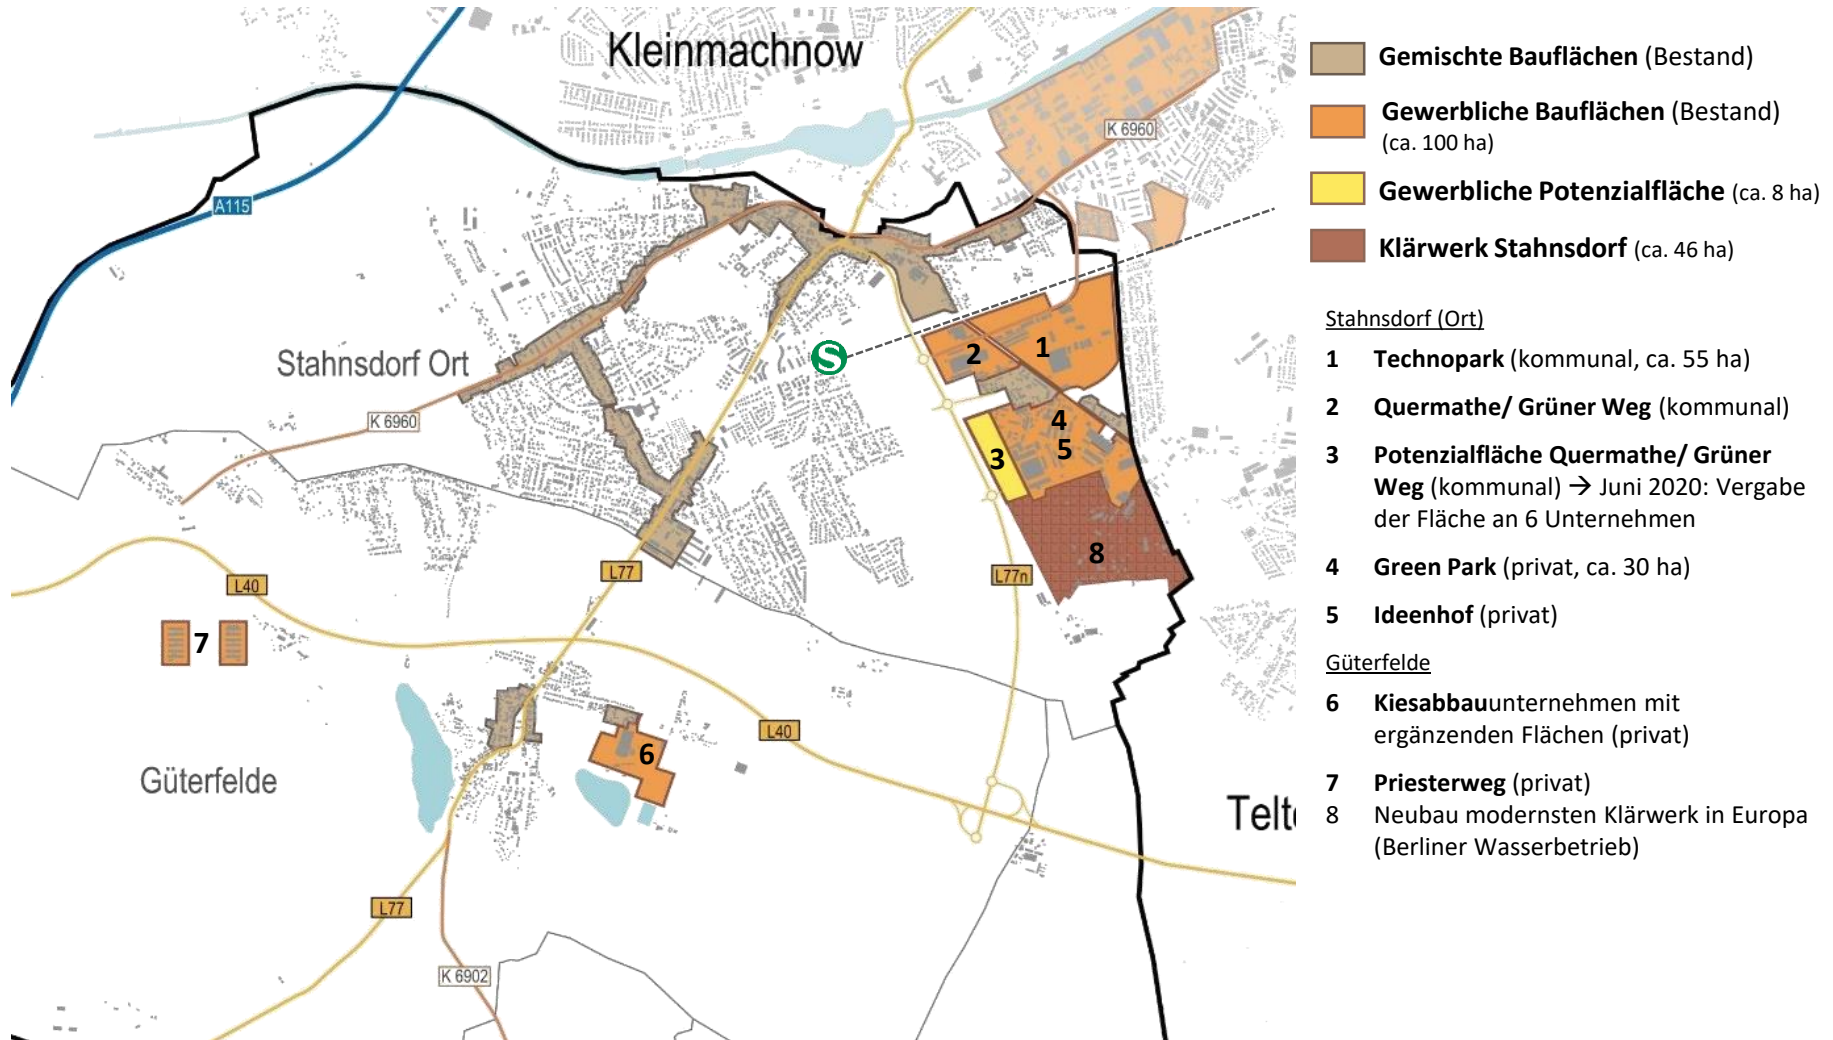 Kleinmachnow
K 6960
A115
Stahnsdorf Ort
S
K 6960
1
2
4
5
3
8
L77
L77n
L40
7
L40
6
Güterfelde
L77
K 6902
Telt
Gemischte Bauflächen (Bestand)
Gewerbliche Bauflächen (Bestand)
(ca. 100 ha)
Gewerbliche Potenzialfläche (ca. 8 ha)
Klärwerk Stahnsdorf (ca. 46 ha)
Stahnsdorf (Ort)
1 Technopark (kommunal, ca. 55 ha)
2 Quermathe/ Grüner Weg (kommunal)
3 Potenzialfläche Quermathe/ Grüner
Weg (kommunal) → Juni 2020: Vergabe
der Fläche an 6 Unternehmen
4 Green Park (privat, ca. 30 ha)
5 Ideenhof (privat)
Güterfelde
6 Kiesabbauunternehmen mit
ergänzenden Flächen (privat)
7 Priesterweg (privat)
8 Neubau modernsten Klärwerk in Europa
(Berliner Wasserbetrieb)